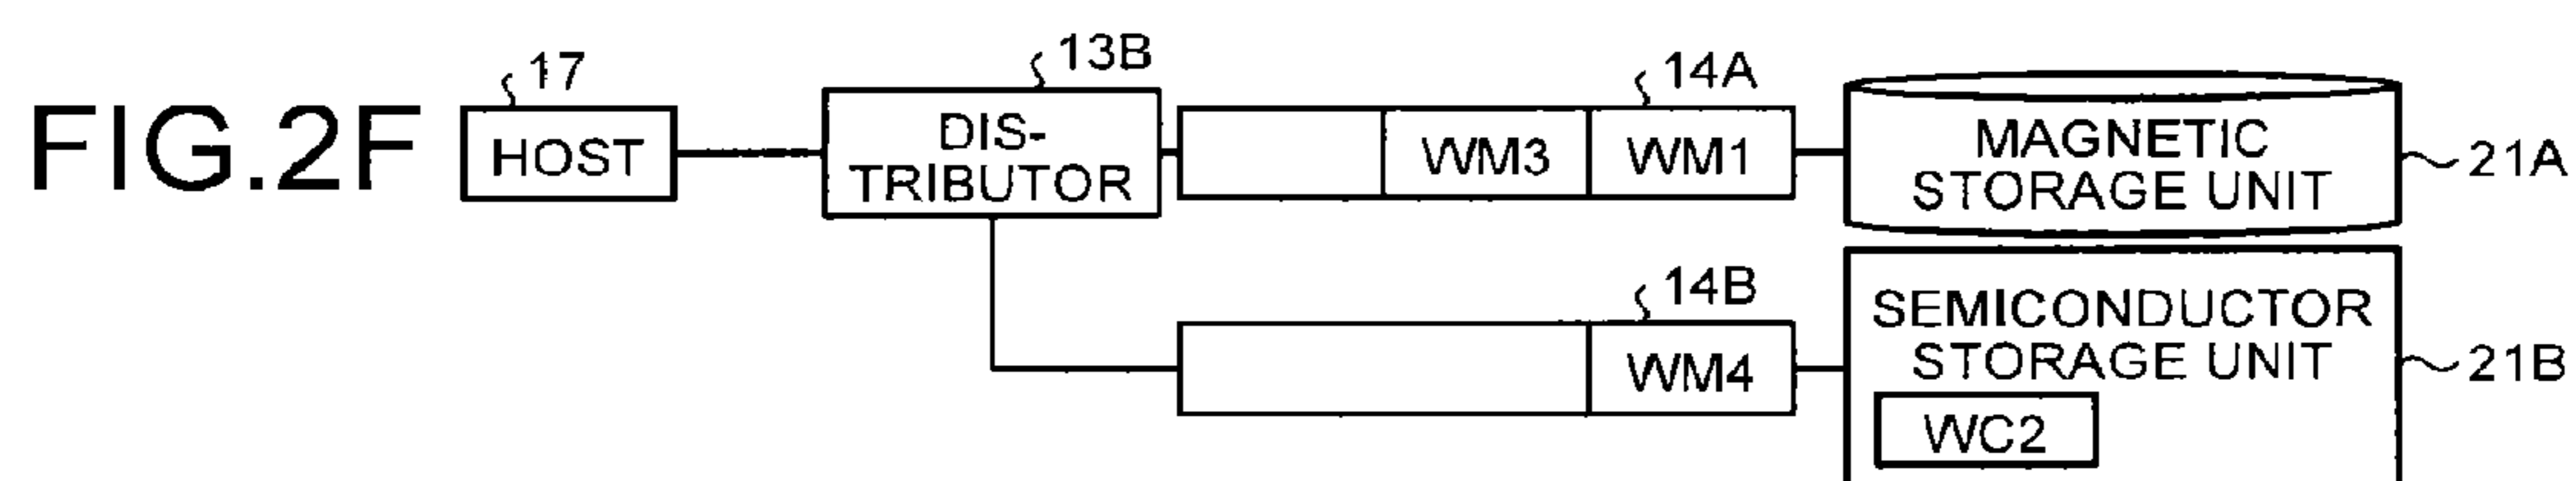 FIG.2F
17
HOST
13B
DIS-
TRIBUTOR
14A
WM3
WM1
MAGNETIC
STORAGE UNIT
21A
14B
WM4
SEMICONDUCTOR
STORAGE UNIT
21B
WC2